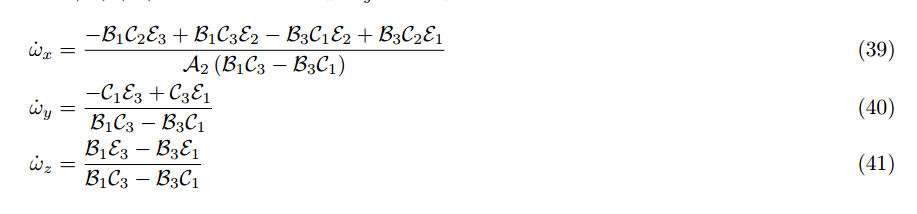 ω̇ₓ = (−ℬ₁𝒞₂ℰ₃ + ℬ₁𝒞₃ℰ₂ − ℬ₃𝒞₁ℰ₂ + ℬ₃𝒞₂ℰ₁) / (𝒜₂ (ℬ₁𝒞₃ − ℬ₃𝒞₁)) (39)
ω̇_y = (−𝒞₁ℰ₃ + 𝒞₃ℰ₁) / (ℬ₁𝒞₃ − ℬ₃𝒞₁) (40)
ω̇_z = (ℬ₁ℰ₃ − ℬ₃ℰ₁) / (ℬ₁𝒞₃ − ℬ₃𝒞₁) (41)